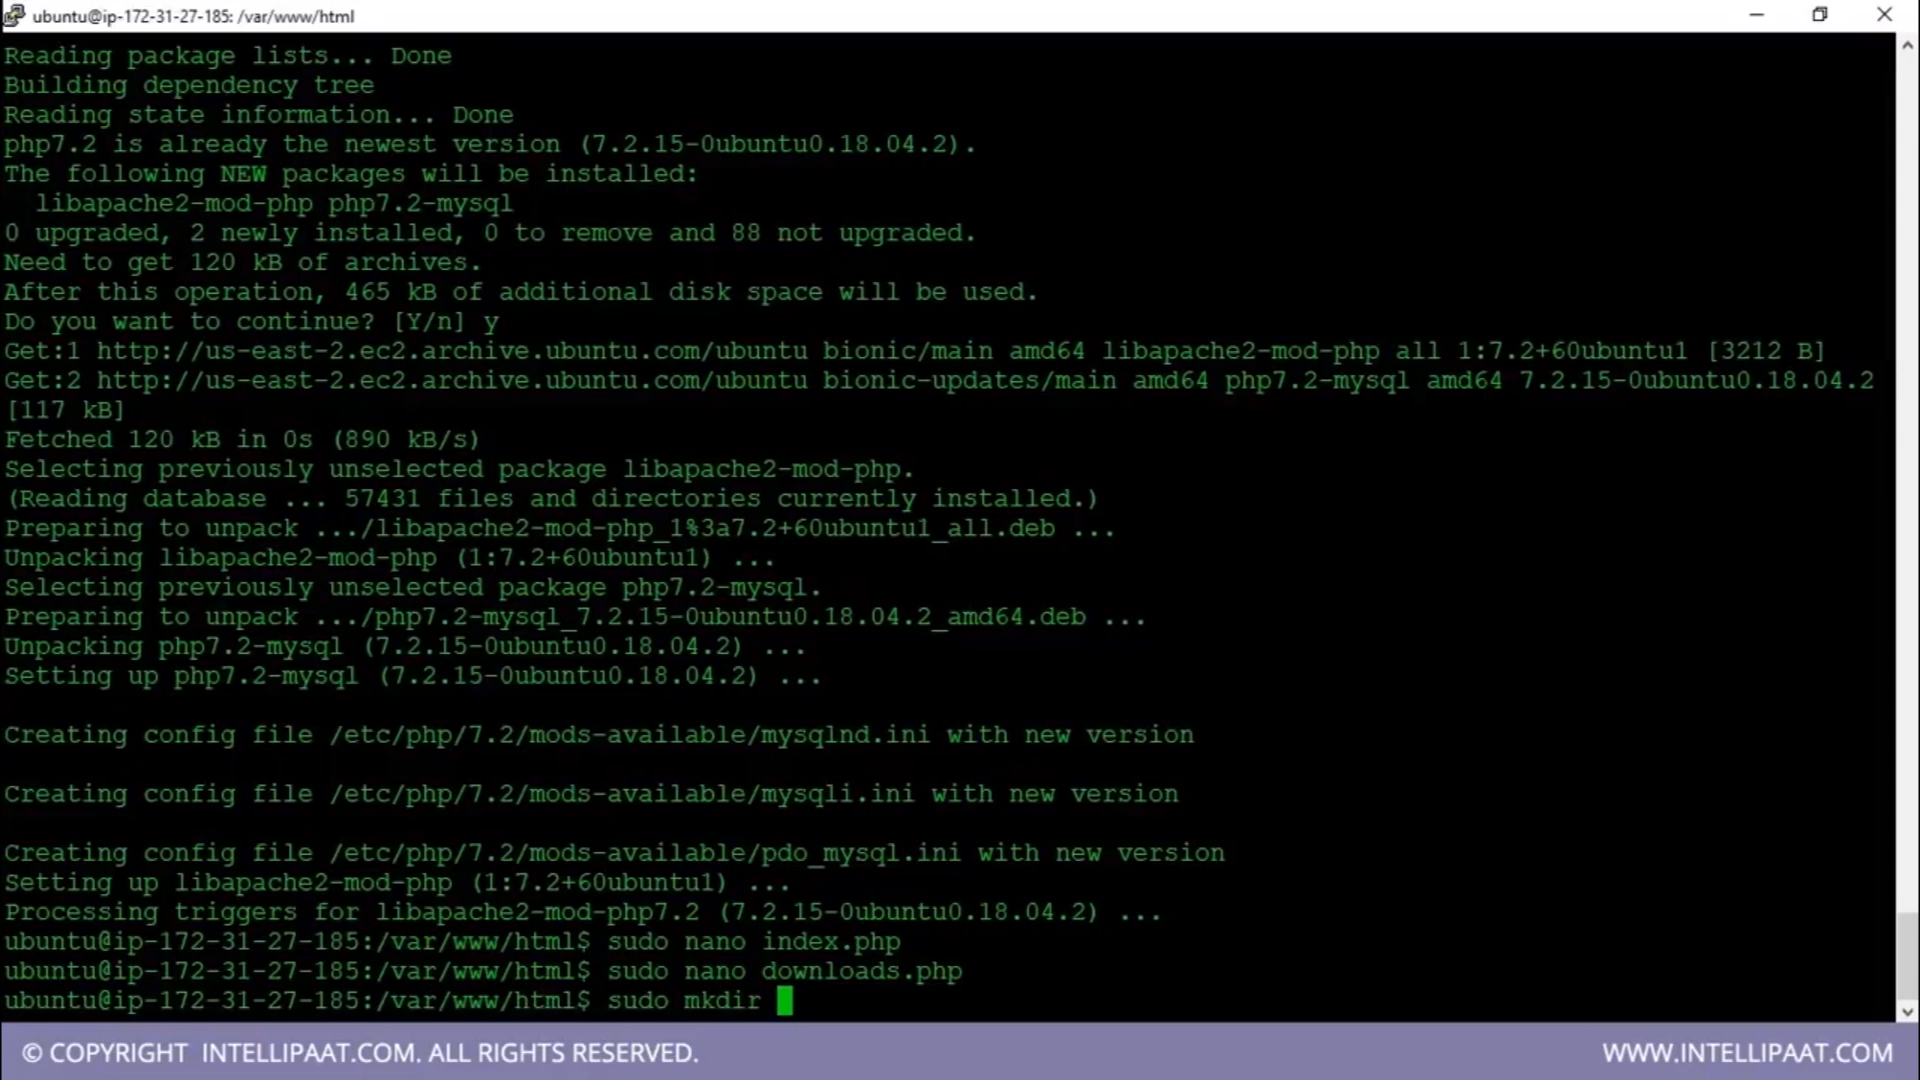 ubuntu@ip-172-31-27-185: /var/www/html
Reading package lists... Done
Building dependency tree
Reading state information... Done
php7.2 is already the newest version (7.2.15-0ubuntu0.18.04.2).
The following NEW packages will be installed:
  libapache2-mod-php php7.2-mysql
0 upgraded, 2 newly installed, 0 to remove and 88 not upgraded.
Need to get 120 kB of archives.
After this operation, 465 kB of additional disk space will be used.
Do you want to continue? [Y/n] y
Get:1 http://us-east-2.ec2.archive.ubuntu.com/ubuntu bionic/main amd64 libapache2-mod-php all 1:7.2+60ubuntu1 [3212 B]
Get:2 http://us-east-2.ec2.archive.ubuntu.com/ubuntu bionic-updates/main amd64 php7.2-mysql amd64 7.2.15-0ubuntu0.18.04.2
[117 kB]
Fetched 120 kB in 0s (890 kB/s)
Selecting previously unselected package libapache2-mod-php.
(Reading database ... 57431 files and directories currently installed.)
Preparing to unpack .../libapache2-mod-php_1%3a7.2+60ubuntu1_all.deb ...
Unpacking libapache2-mod-php (1:7.2+60ubuntu1) ...
Selecting previously unselected package php7.2-mysql.
Preparing to unpack .../php7.2-mysql_7.2.15-0ubuntu0.18.04.2_amd64.deb ...
Unpacking php7.2-mysql (7.2.15-0ubuntu0.18.04.2) ...
Setting up php7.2-mysql (7.2.15-0ubuntu0.18.04.2) ...
Creating config file /etc/php/7.2/mods-available/mysqlnd.ini with new version
Creating config file /etc/php/7.2/mods-available/mysqli.ini with new version
Creating config file /etc/php/7.2/mods-available/pdo_mysql.ini with new version
Setting up libapache2-mod-php (1:7.2+60ubuntu1) ...
Processing triggers for libapache2-mod-php7.2 (7.2.15-0ubuntu0.18.04.2) ...
ubuntu@ip-172-31-27-185:/var/www/html$ sudo nano index.php
ubuntu@ip-172-31-27-185:/var/www/html$ sudo nano downloads.php
ubuntu@ip-172-31-27-185:/var/www/html$ sudo mkdir
© COPYRIGHT INTELLIPAAT.COM. ALL RIGHTS RESERVED.
WWW.INTELLIPAAT.COM